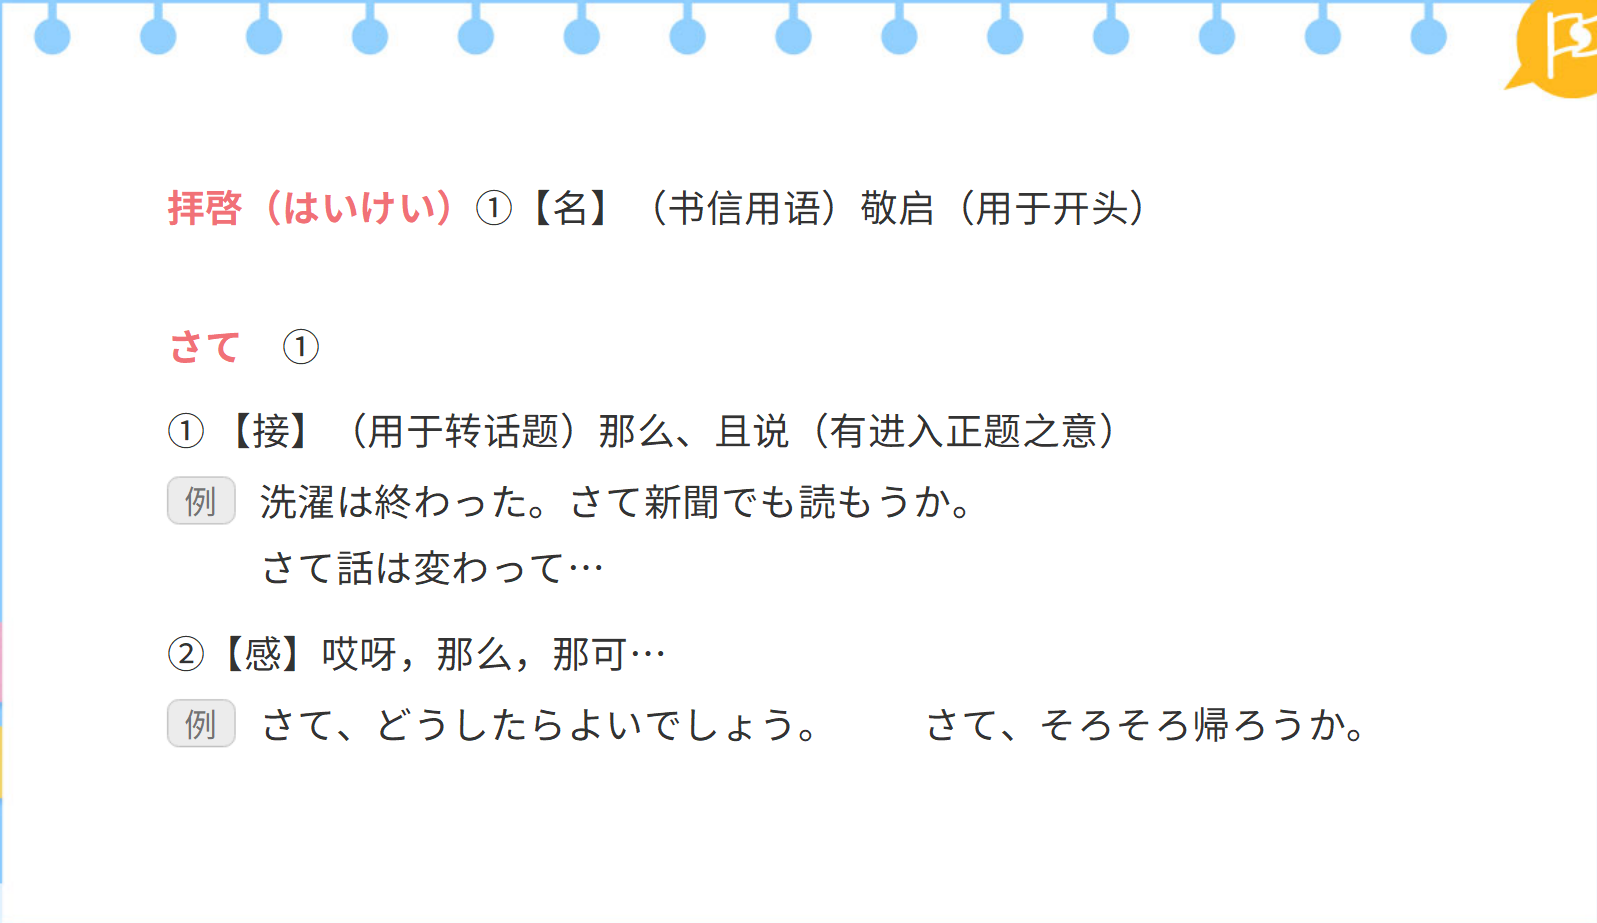 拝啓（はいけい）①【名】（书信用语）敬启（用于开头）
さて ①
①【接】（用于转话题）那么、且说（有进入正题之意）
例 洗濯は終わった。さて新聞でも読もうか。
さて話は変わって…
②【感】哎呀，那么，那可…
例 さて、どうしたらよいでしょう。 さて、そろそろ帰ろうか。